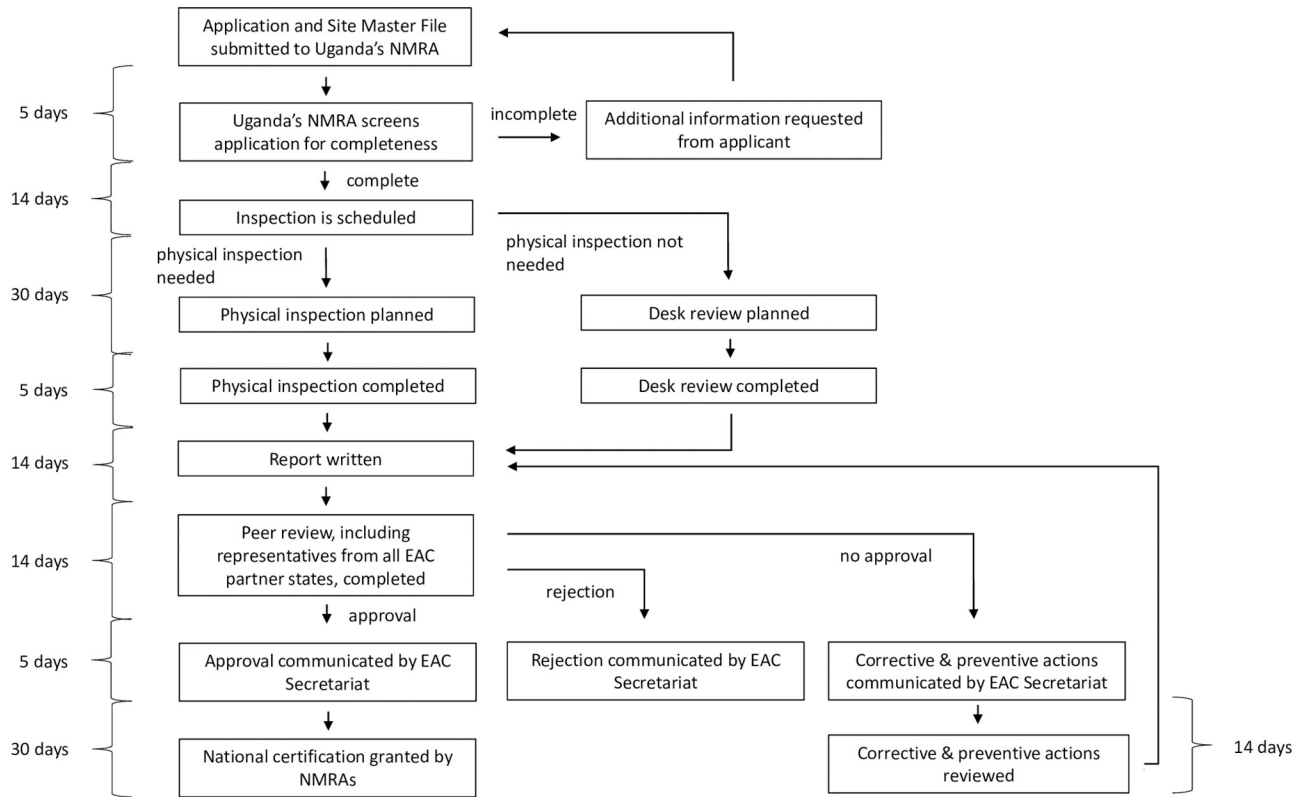 Application and Site Master File
submitted to Uganda's NMRA
5 days
Uganda's NMRA screens
application for completeness
incomplete
Additional information requested
from applicant
complete
14 days
Inspection is scheduled
physical inspection
needed
physical inspection not
needed
30 days
Physical inspection planned
Desk review planned
5 days
Physical inspection completed
Desk review completed
14 days
Report written
14 days
Peer review, including
representatives from all EAC
partner states, completed
no approval
rejection
approval
5 days
Approval communicated by EAC
Secretariat
Rejection communicated by EAC
Secretariat
Corrective & preventive actions
communicated by EAC Secretariat
30 days
National certification granted by
NMRAs
Corrective & preventive actions
reviewed
14 days